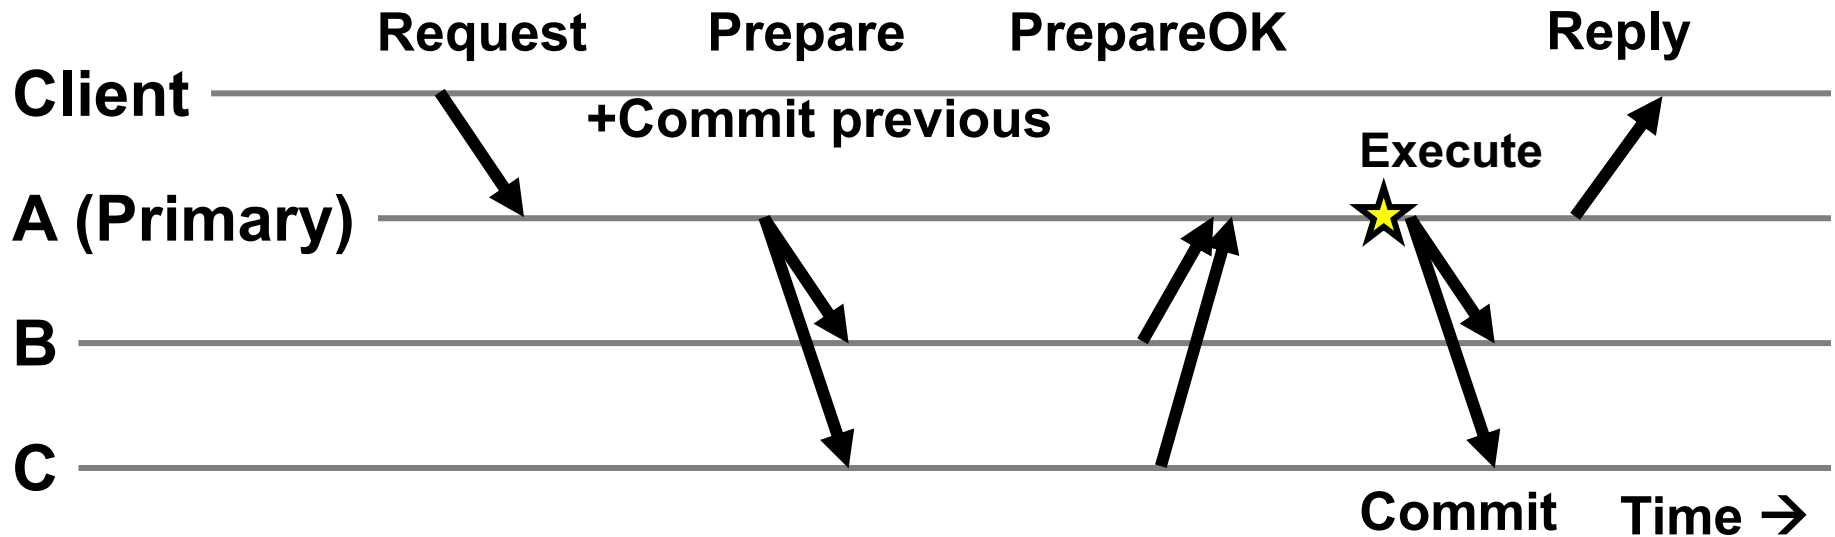 Request Prepare PrepareOK Reply
Client
+Commit previous
Execute
A (Primary)
B
C
Commit Time →